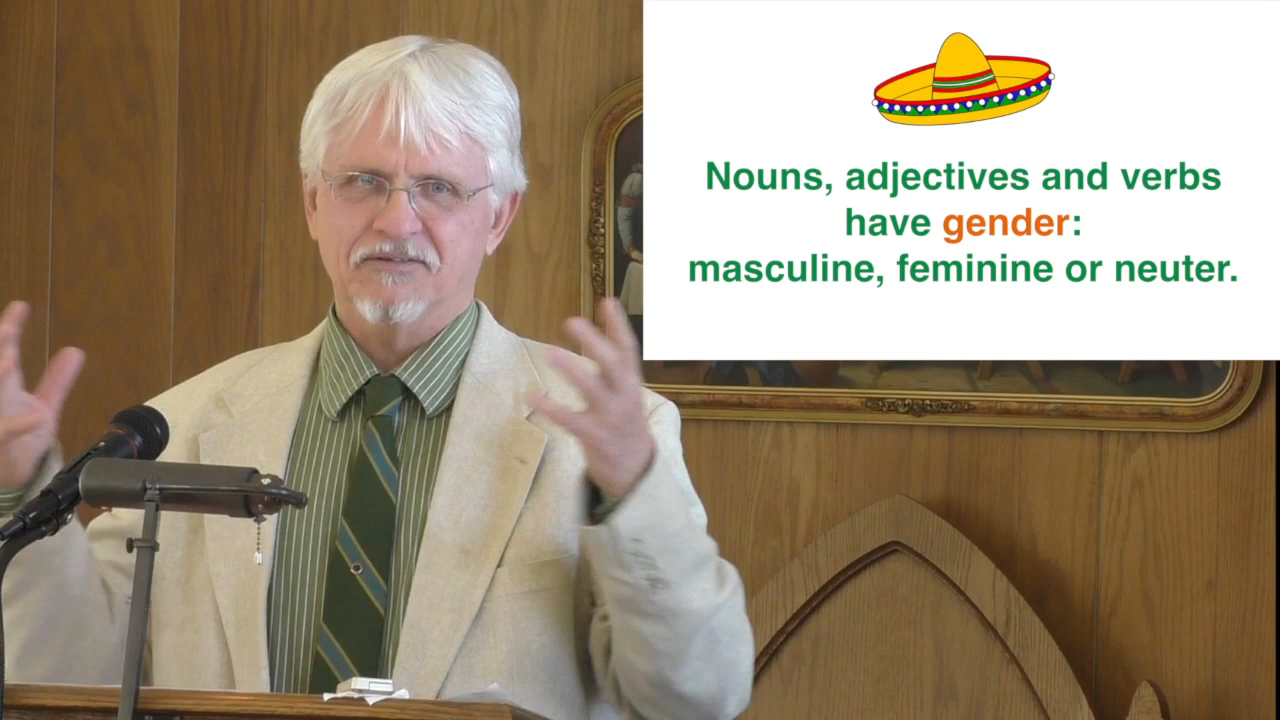 Nouns, adjectives and verbs
have gender:
masculine, feminine or neuter.